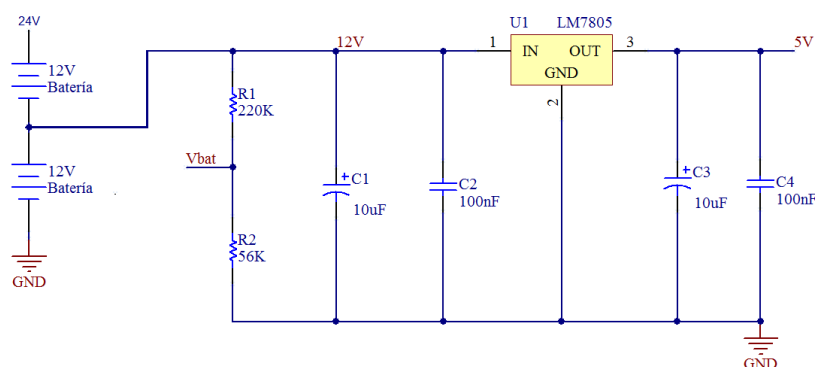 24V
12V
Batería
12V
Batería
GND
R1
220K
Vbat
R2
56K
12V
C1
10uF
C2
100nF
U1 LM7805
1 IN OUT 3
GND
2
5V
C3
10uF
C4
100nF
GND